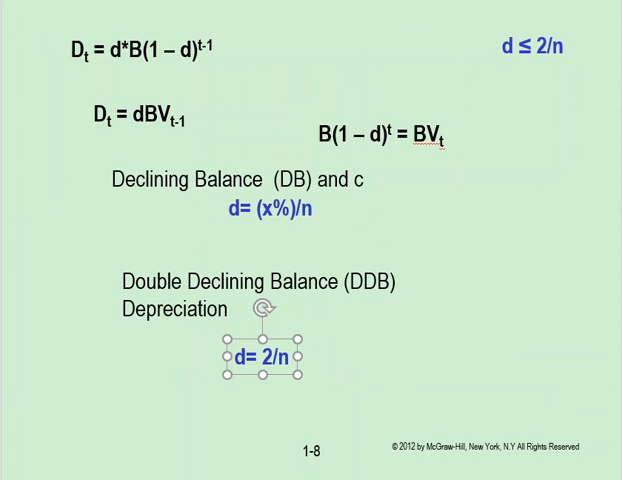 Dt = d*B(1 – d)t-1
d ≤ 2/n
Dt = dBVt-1
B(1 – d)t = BVt
Declining Balance (DB) and c
d= (x%)/n
Double Declining Balance (DDB)
Depreciation
d= 2/n
1-8
© 2012 by McGraw-Hill, New York, N.Y All Rights Reserved